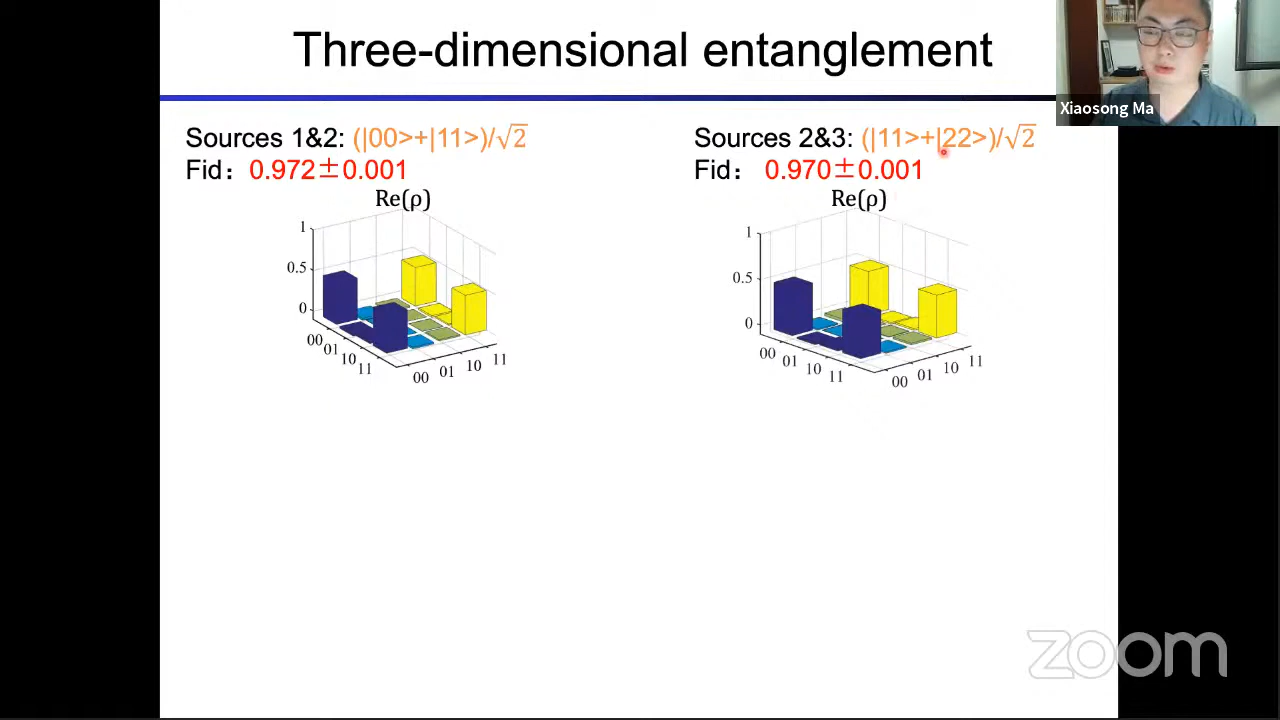 Three-dimensional entanglement
Xiaosong Ma
Sources 1&2: (|00>+|11>)/√2
Fid: 0.972±0.001
Re(ρ)
1
0.5
0
00
01
10
11
00
01
10
11
Sources 2&3: (|11>+|22>)/√2
Fid: 0.970±0.001
Re(ρ)
1
0.5
0
00
01
10
11
00
01
10
11
zoom